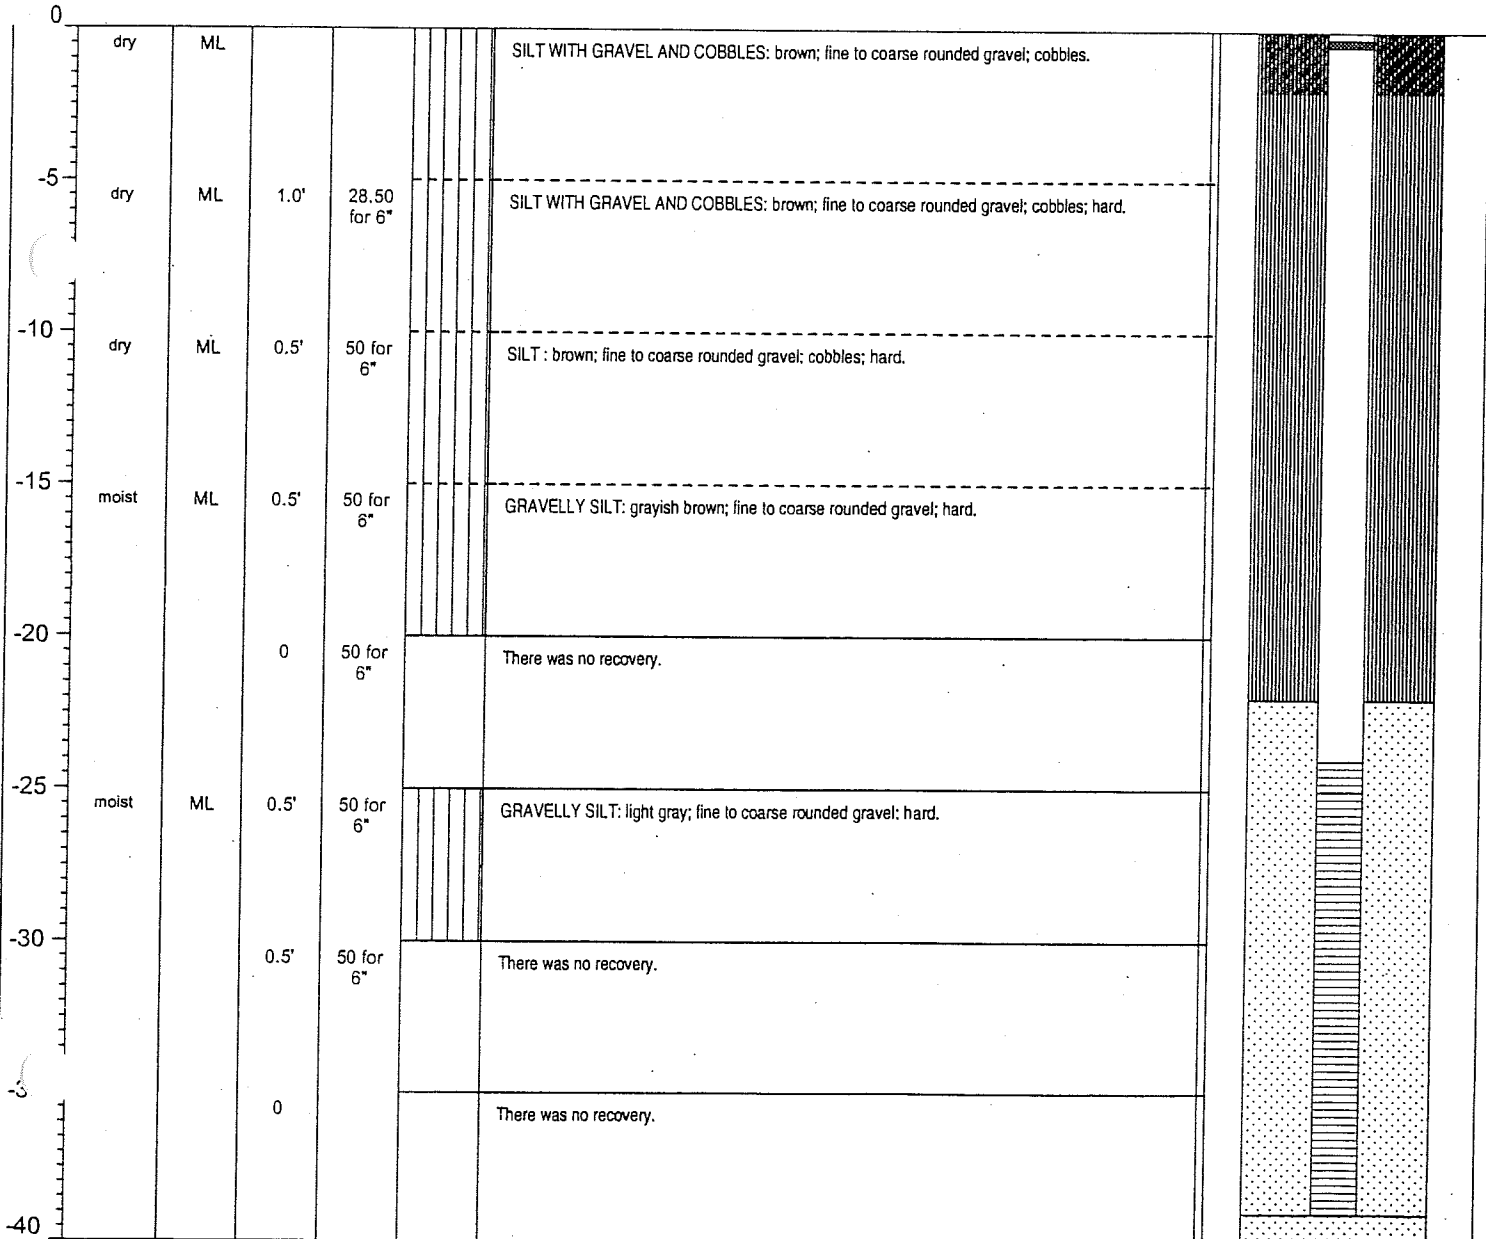 0
dry ML SILT WITH GRAVEL AND COBBLES: brown; fine to coarse rounded gravel; cobbles.
-5
dry ML 1.0' 28.50 SILT WITH GRAVEL AND COBBLES: brown; fine to coarse rounded gravel; cobbles; hard.
for 6"
-10
dry ML 0.5' 50 for SILT : brown; fine to coarse rounded gravel; cobbles; hard.
6"
-15
moist ML 0.5' 50 for GRAVELLY SILT: grayish brown; fine to coarse rounded gravel; hard.
6"
-20
0 50 for There was no recovery.
6"
-25
moist ML 0.5' 50 for GRAVELLY SILT: light gray; fine to coarse rounded gravel: hard.
6"
-30
0.5' 50 for There was no recovery.
6"
0 There was no recovery.
-40